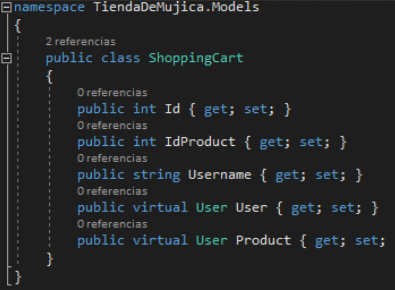 namespace TiendaDeMujica.Models
{
2 referencias
public class ShoppingCart
{
0 referencias
public int Id { get; set; }
0 referencias
public int IdProduct { get; set; }
0 referencias
public string Username { get; set; }
0 referencias
public virtual User User { get; set; }
0 referencias
public virtual User Product { get; set;
}
}